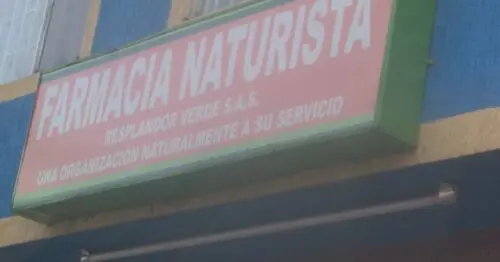 FARMACIA NATURISTA
RESPLANDOR VERDE S.A.S.
UNA ORGANIZACION NATURALMENTE A SU SERVICIO